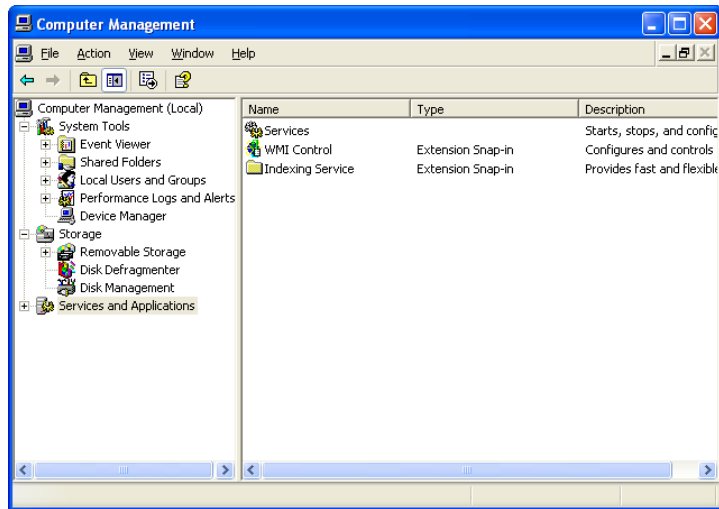 Computer Management
File Action View Window Help
Computer Management (Local)
System Tools
Event Viewer
Shared Folders
Local Users and Groups
Performance Logs and Alerts
Device Manager
Storage
Removable Storage
Disk Defragmenter
Disk Management
Services and Applications
Name Type Description
Services Starts, stops, and config
WMI Control Extension Snap-in Configures and controls
Indexing Service Extension Snap-in Provides fast and flexible